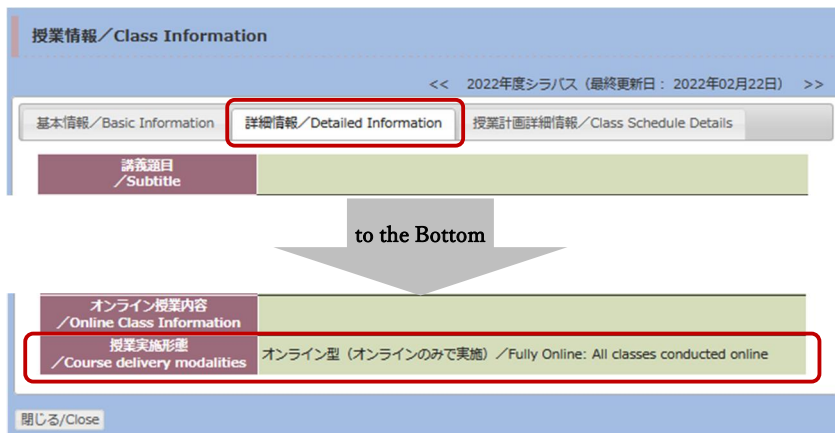 授業情報／Class Information
<< 2022年度シラバス（最終更新日： 2022年02月22日） >>
基本情報／Basic Information 詳細情報／Detailed Information 授業計画詳細情報／Class Schedule Details
講義題目
／Subtitle
to the Bottom
オンライン授業内容
／Online Class Information
授業実施形態
／Course delivery modalities
オンライン型（オンラインのみで実施）／Fully Online: All classes conducted online
閉じる/Close